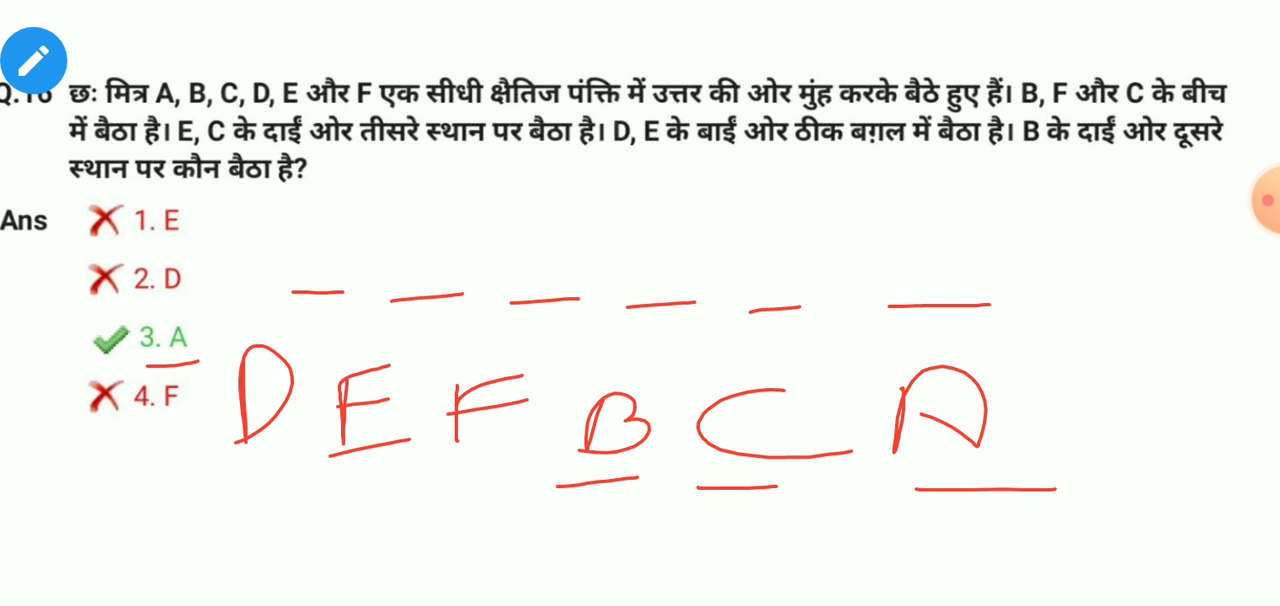 Q.16 छः मित्र A, B, C, D, E और F एक सीधी क्षैतिज पंक्ति में उत्तर की ओर मुंह करके बैठे हुए हैं। B, F और C के बीच
में बैठा है। E, C के दाईं ओर तीसरे स्थान पर बैठा है। D, E के बाईं ओर ठीक बग़ल में बैठा है। B के दाईं ओर दूसरे
स्थान पर कौन बैठा है?
Ans 1. E
2. D
3. A
4. F
D E F B C A